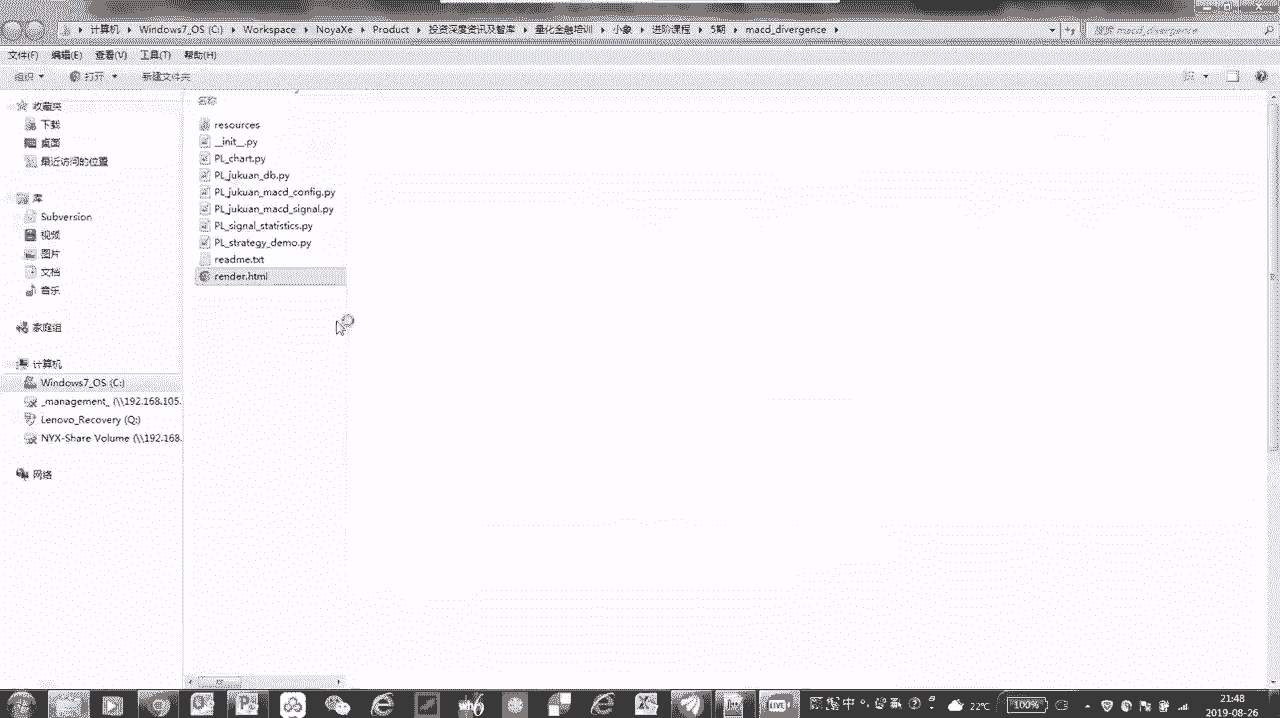 计算机 ▸ Windows7_OS (C:) ▸ Workspace ▸ NoyaXe ▸ Product ▸ 投资深度资讯及智库 ▸ 量化金融培训 ▸ 小象 ▸ 进阶课程 ▸ 5期 ▸ macd_divergence ▸
搜索 macd_divergence
文件(F) 编辑(E) 查看(V) 工具(T) 帮助(H)
组织 打开 新建文件夹
收藏夹
下载
桌面
最近访问的位置
库
Subversion
视频
图片
文档
音乐
家庭组
计算机
Windows7_OS (C:)
_management_ (\\192.168.105.
Lenovo_Recovery (Q:)
NYX-Share Volume (\\192.168.
网络
名称
resources
__init__.py
PL_chart.py
PL_jukuan_db.py
PL_jukuan_macd_config.py
PL_jukuan_macd_signal.py
PL_signal_statistics.py
PL_strategy_demo.py
readme.txt
render.html
LIVE
中
22℃
100%
21:48
2019-08-26